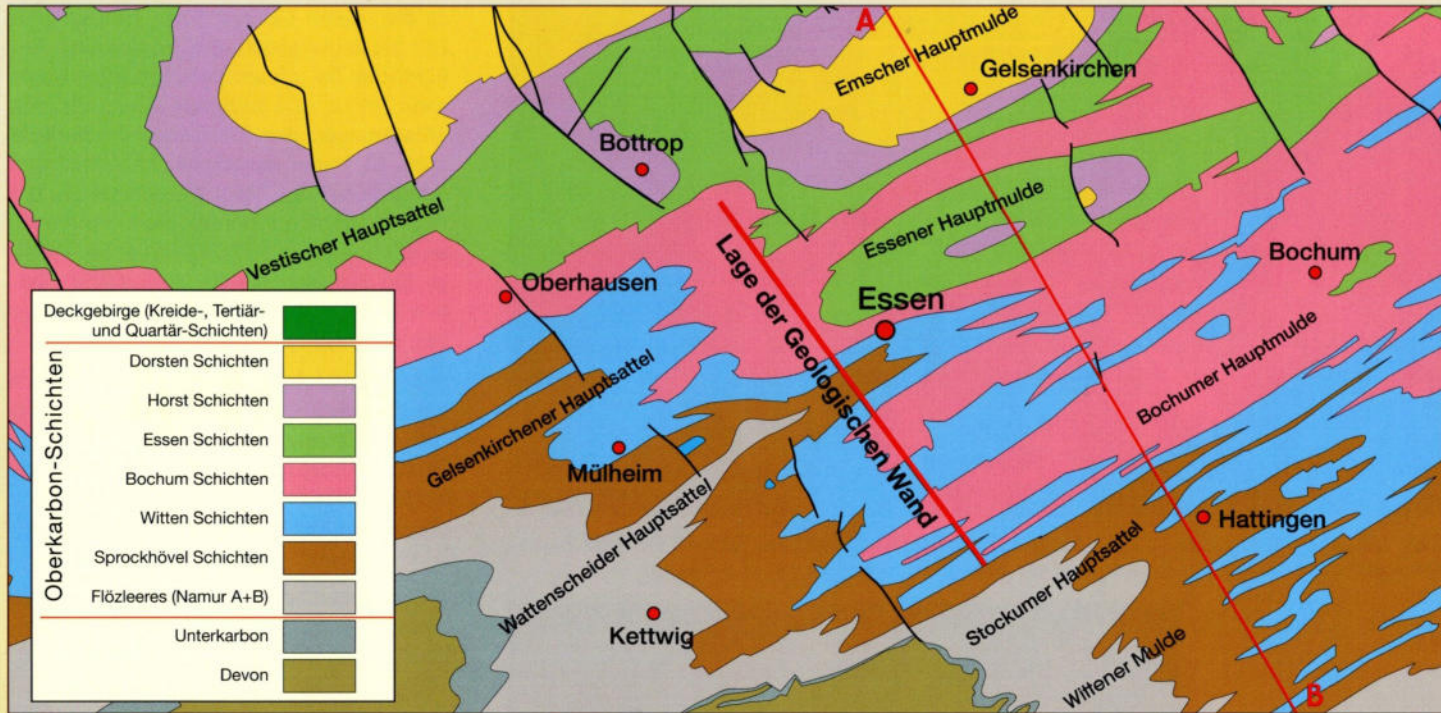 A
Emscher Hauptmulde
Gelsenkirchen
Bottrop
Essener Hauptmulde
Vestischer Hauptsattel
Oberhausen
Lage der Geologischen Wand
Essen
Bochum
Bochumer Hauptmulde
Gelsenkirchener Hauptsattel
Mülheim
Wattenscheider Hauptsattel
Hattingen
Stockumer Hauptsattel
Kettwig
Wittener Mulde
B
Oberkarbon-Schichten
Deckgebirge (Kreide-, Tertiär-
und Quartär-Schichten)
Dorsten Schichten
Horst Schichten
Essen Schichten
Bochum Schichten
Witten Schichten
Sprockhövel Schichten
Flözleeres (Namur A+B)
Unterkarbon
Devon